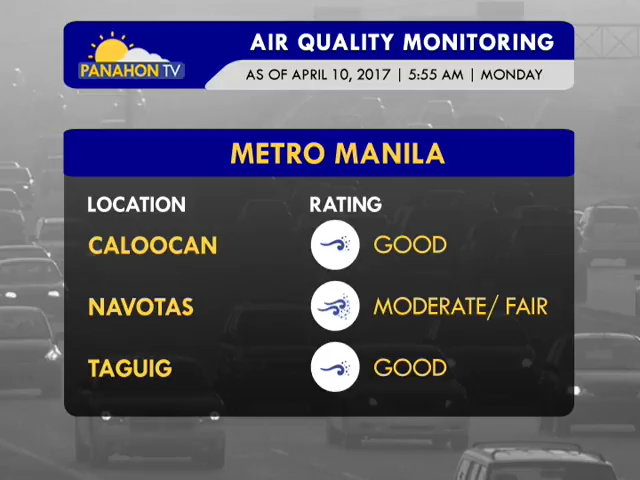 PANAHON TV
AIR QUALITY MONITORING
AS OF APRIL 10, 2017 | 5:55 AM | MONDAY
METRO MANILA
LOCATION RATING
CALOOCAN GOOD
NAVOTAS MODERATE/ FAIR
TAGUIG GOOD